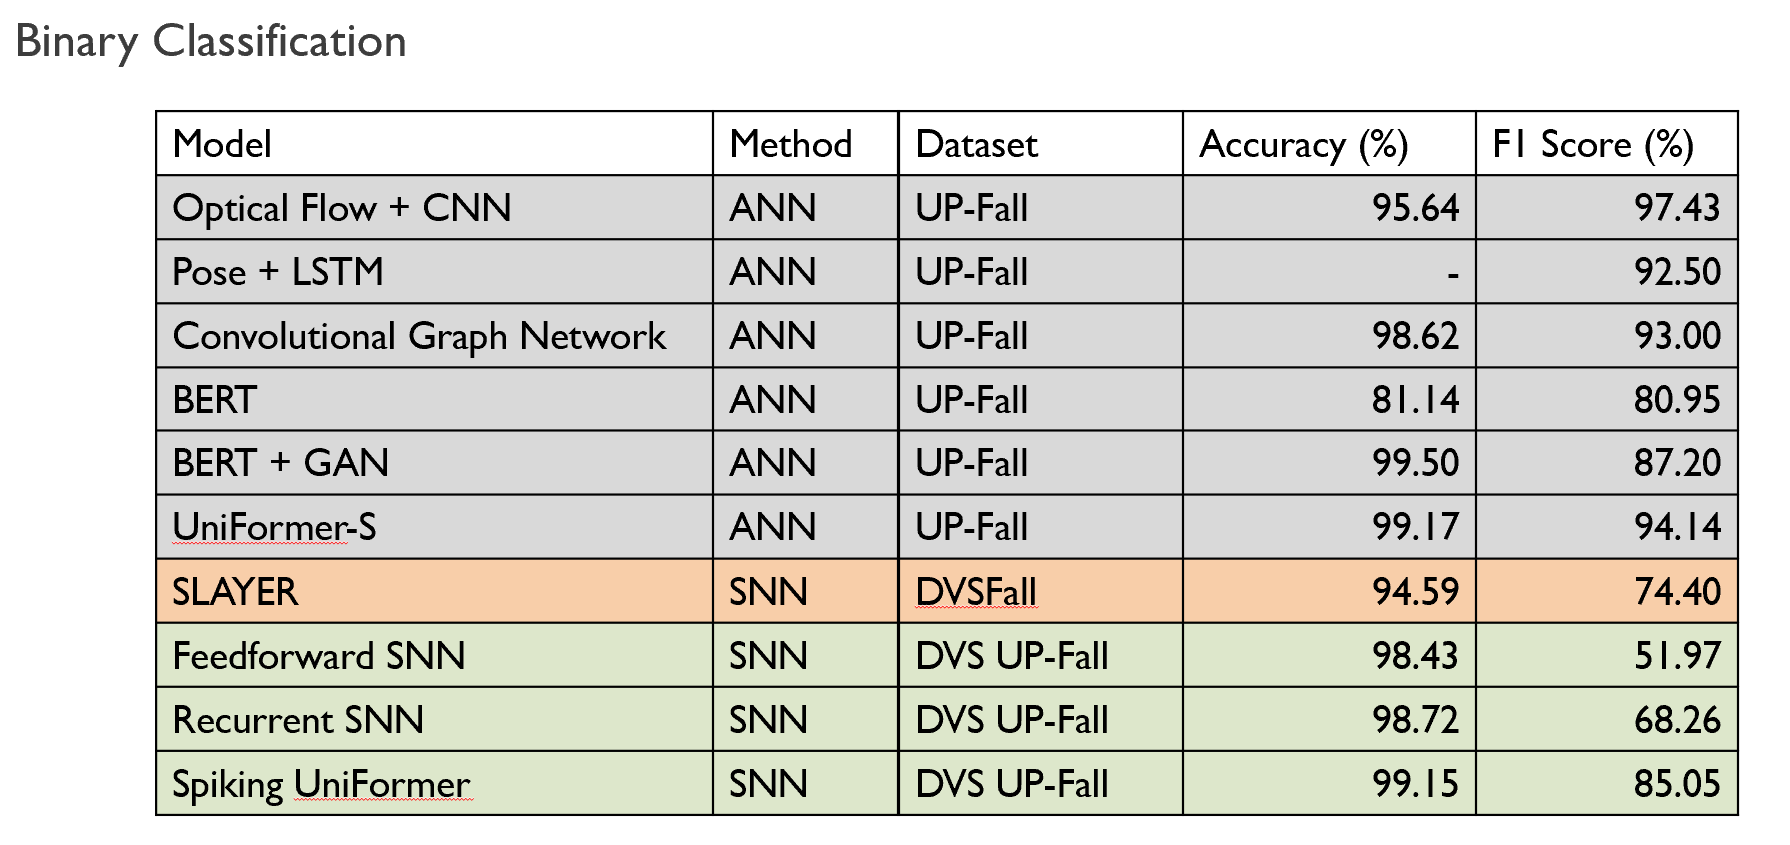 Binary Classification
Model Method Dataset Accuracy (%) F1 Score (%)
Optical Flow + CNN ANN UP-Fall 95.64 97.43
Pose + LSTM ANN UP-Fall - 92.50
Convolutional Graph Network ANN UP-Fall 98.62 93.00
BERT ANN UP-Fall 81.14 80.95
BERT + GAN ANN UP-Fall 99.50 87.20
UniFormer-S ANN UP-Fall 99.17 94.14
SLAYER SNN DVSFall 94.59 74.40
Feedforward SNN SNN DVS UP-Fall 98.43 51.97
Recurrent SNN SNN DVS UP-Fall 98.72 68.26
Spiking UniFormer SNN DVS UP-Fall 99.15 85.05